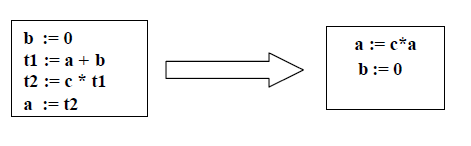 b := 0
t1 := a + b
t2 := c * t1
a := t2
a := c*a
b := 0